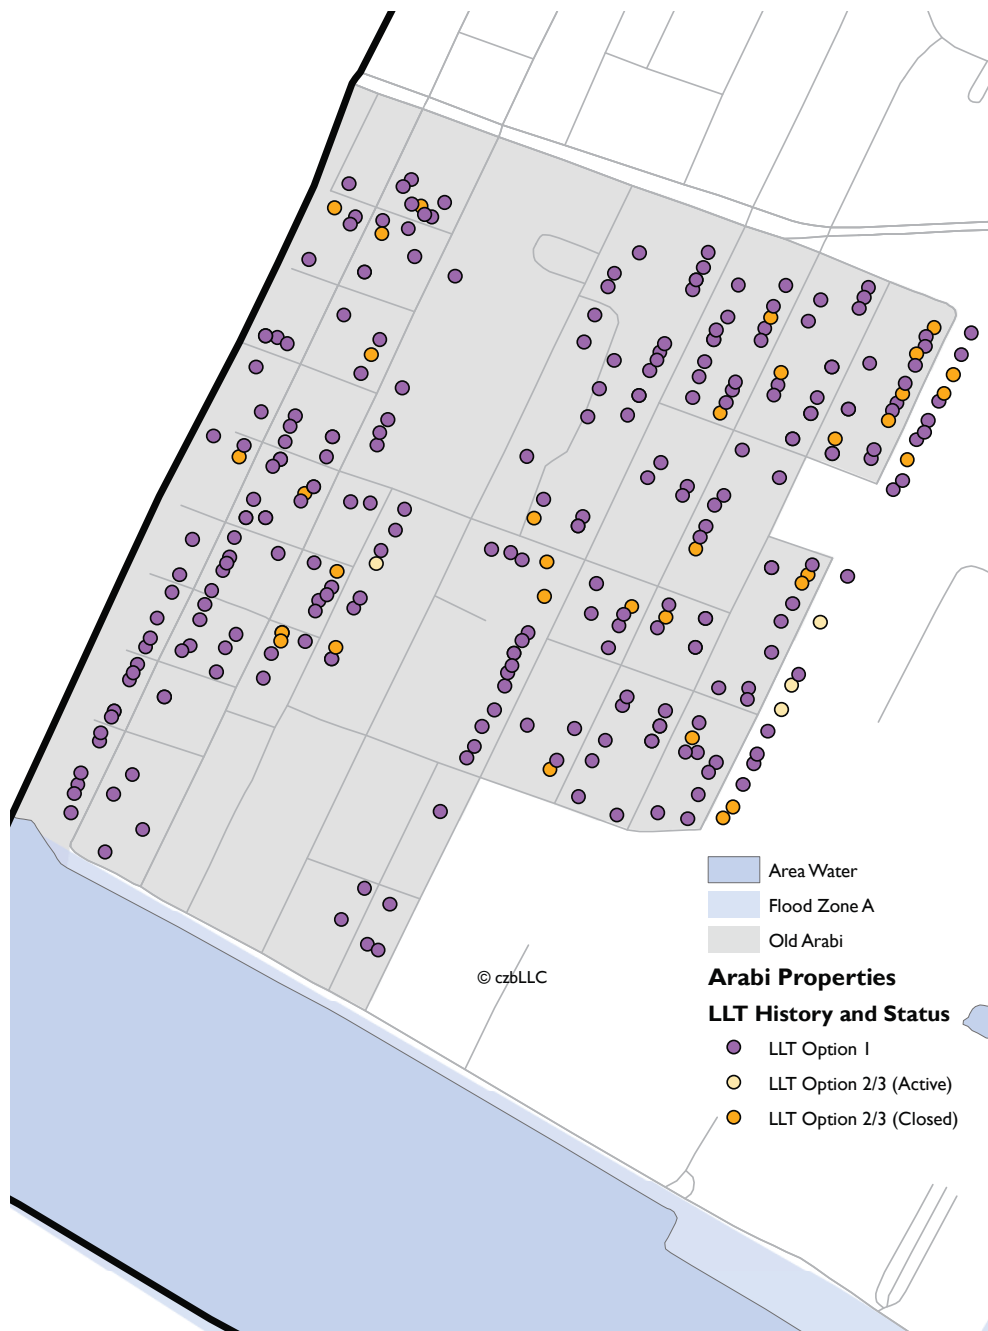 Area Water
Flood Zone A
Old Arabi
© czbLLC
Arabi Properties
LLT History and Status
LLT Option 1
LLT Option 2/3 (Active)
LLT Option 2/3 (Closed)